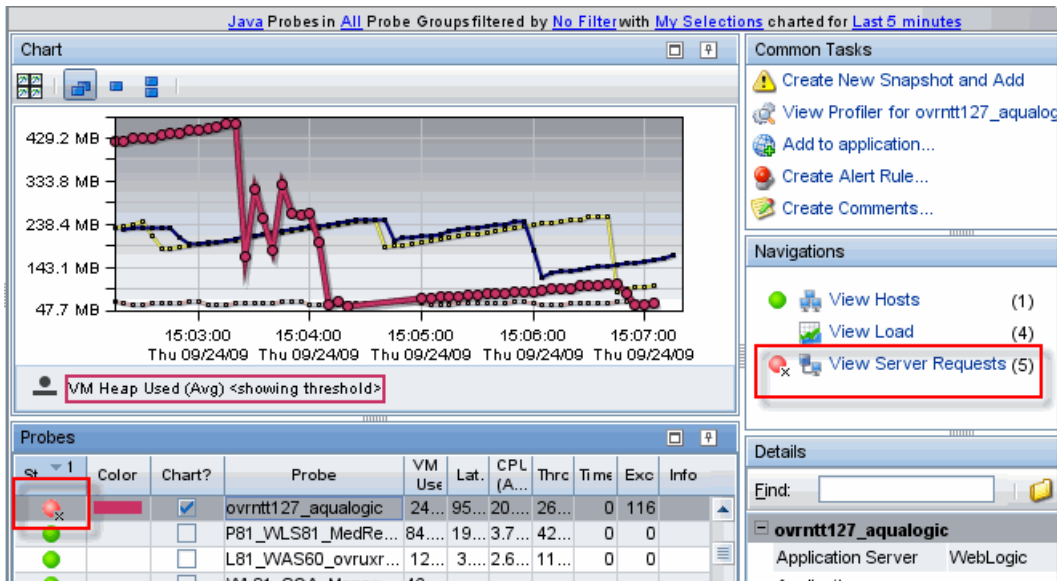 Java Probes in All Probe Groups filtered by No Filter with My Selections charted for Last 5 minutes
Chart
429.2 MB
333.8 MB
238.4 MB
143.1 MB
47.7 MB
15:03:00 15:04:00 15:05:00 15:06:00 15:07:00
Thu 09/24/09 Thu 09/24/09 Thu 09/24/09 Thu 09/24/09 Thu 09/24/09
VM Heap Used (Avg) <showing threshold>
Probes
St 1 Color Chart? Probe VM Use Lat. CPU (A... Thrc Time Exc Info
ovrntt127_aqualogic 24... 95... 20.... 26... 0 116
P81_WLS81_MedRe... 84.... 19... 3.7... 42... 0 0
L81_WAS60_ovruxr... 12... 3.... 2.6... 11... 0 0
Common Tasks
Create New Snapshot and Add
View Profiler for ovrntt127_aqualog
Add to application...
Create Alert Rule...
Create Comments...
Navigations
View Hosts (1)
View Load (4)
View Server Requests (5)
Details
Find:
ovrntt127_aqualogic
Application Server WebLogic